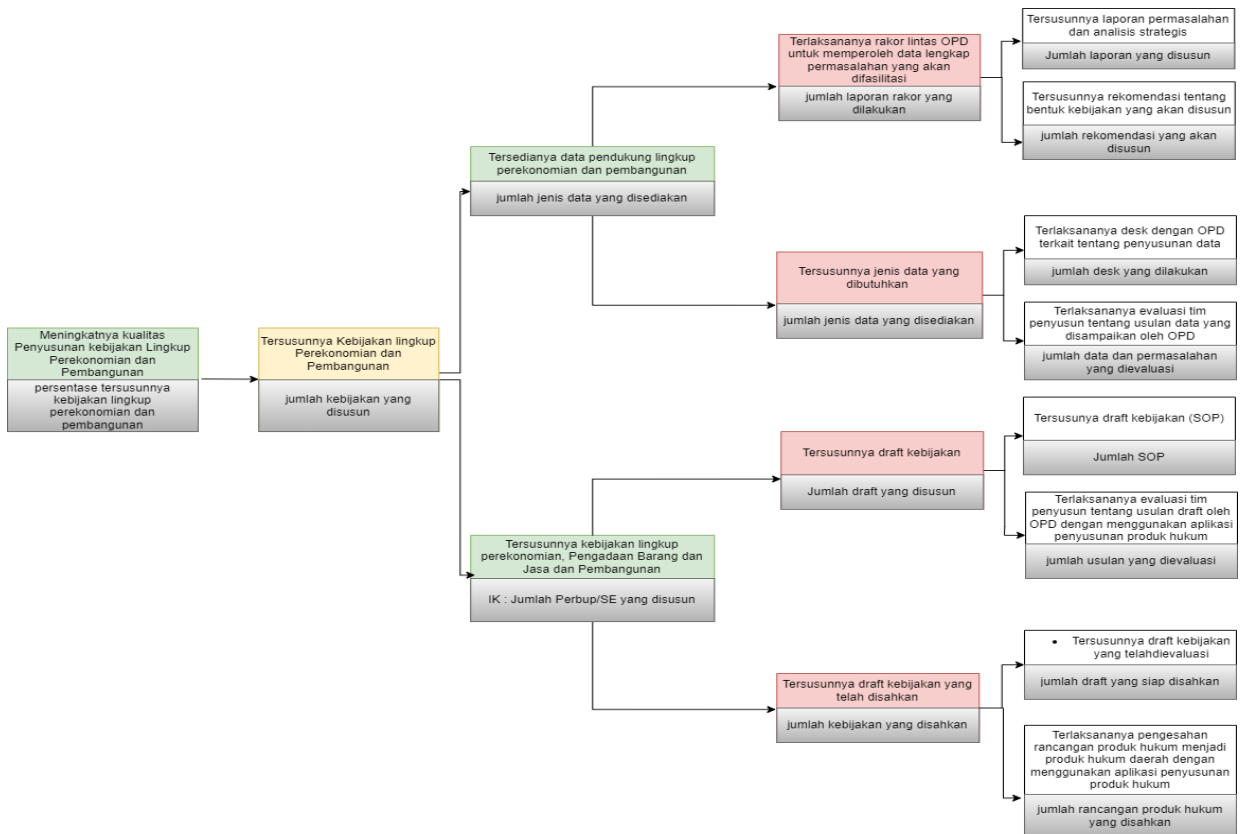 Meningkatnya kualitas
Penyusunan kebijakan Lingkup
Perekonomian dan
Pembangunan
persentase tersusunnya
kebijakan lingkup
perekonomian dan
pembangunan
Tersusunnya Kebijakan lingkup
Perekonomian dan
Pembangunan
jumlah kebijakan yang
disusun
Tersedianya data pendukung lingkup
perekonomian dan pembangunan
jumlah jenis data yang disediakan
Terlaksananya rakor lintas OPD
untuk memperoleh data lengkap
permasalahan yang akan
difasilitasi
jumlah laporan rakor yang
dilakukan
Tersusunnya laporan permasalahan
dan analisis strategis
Jumlah laporan yang disusun
Tersusunnya rekomendasi tentang
bentuk kebijakan yang akan disusun
jumlah rekomendasi yang akan
disusun
Tersusunnya jenis data yang
dibutuhkan
jumlah jenis data yang disediakan
Terlaksananya desk dengan OPD
terkait tentang penyusunan data
jumlah desk yang dilakukan
Terlaksananya evaluasi tim
penyusun tentang usulan data yang
disampaikan oleh OPD
jumlah data dan permasalahan
yang dievaluasi
Tersusunnya kebijakan lingkup
perekonomian, Pengadaan Barang dan
Jasa dan Pembangunan
IK : Jumlah Perbup/SE yang disusun
Tersusunnya draft kebijakan
Jumlah draft yang disusun
Tersusunya draft kebijakan (SOP)
Jumlah SOP
Terlaksananya evaluasi tim
penyusun tentang usulan draft oleh
OPD dengan menggunakan aplikasi
penyusunan produk hukum
jumlah usulan yang dievaluasi
Tersusunnya draft kebijakan yang
telah disahkan
jumlah kebijakan yang disahkan
• Tersusunnya draft kebijakan
yang telahdievaluasi
jumlah draft yang siap disahkan
Terlaksananya pengesahan
rancangan produk hukum menjadi
produk hukum daerah dengan
menggunakan aplikasi penyusunan
produk hukum
jumlah rancangan produk hukum
yang disahkan